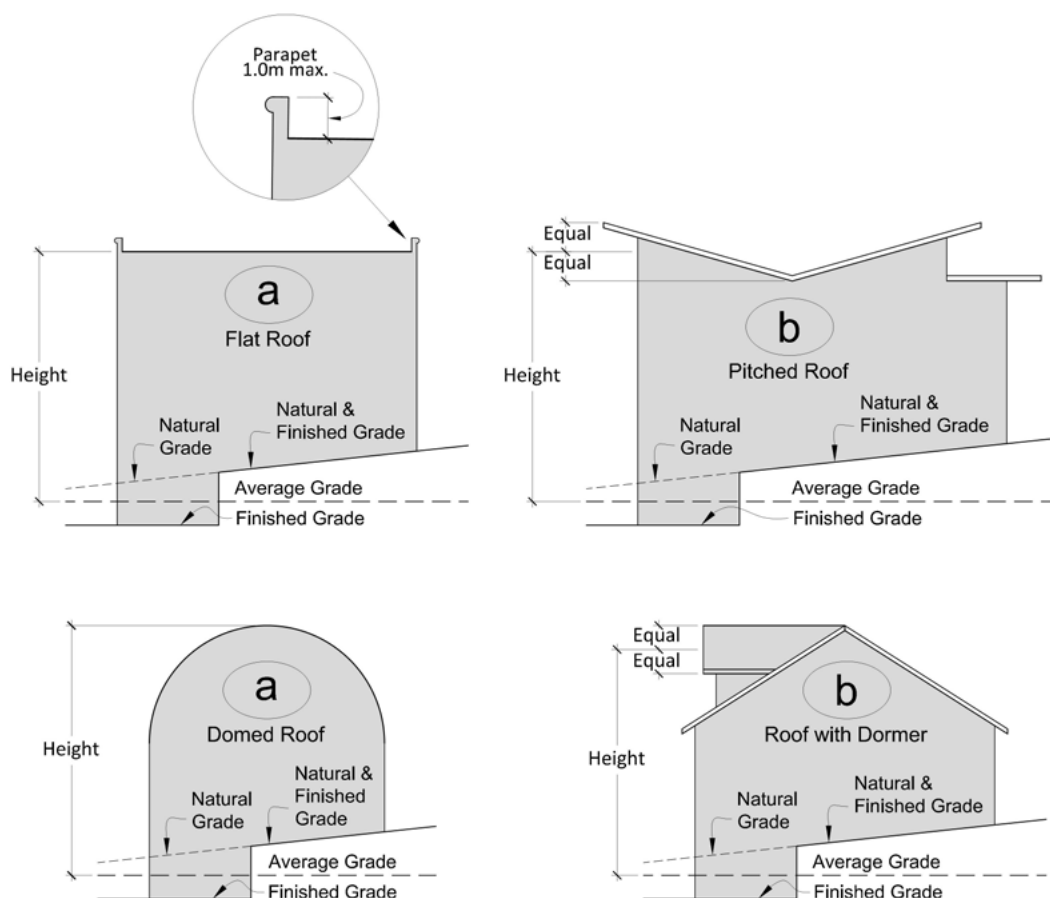 Parapet
1.0m max.
a
Flat Roof
Height
Natural
Grade
Natural &
Finished Grade
Average Grade
Finished Grade
Equal
Equal
b
Pitched Roof
Height
Natural
Grade
Natural &
Finished Grade
Average Grade
Finished Grade
a
Domed Roof
Height
Natural
Grade
Natural &
Finished
Grade
Average Grade
Finished Grade
Equal
Equal
b
Roof with Dormer
Height
Natural
Grade
Natural &
Finished Grade
Average Grade
Finished Grade